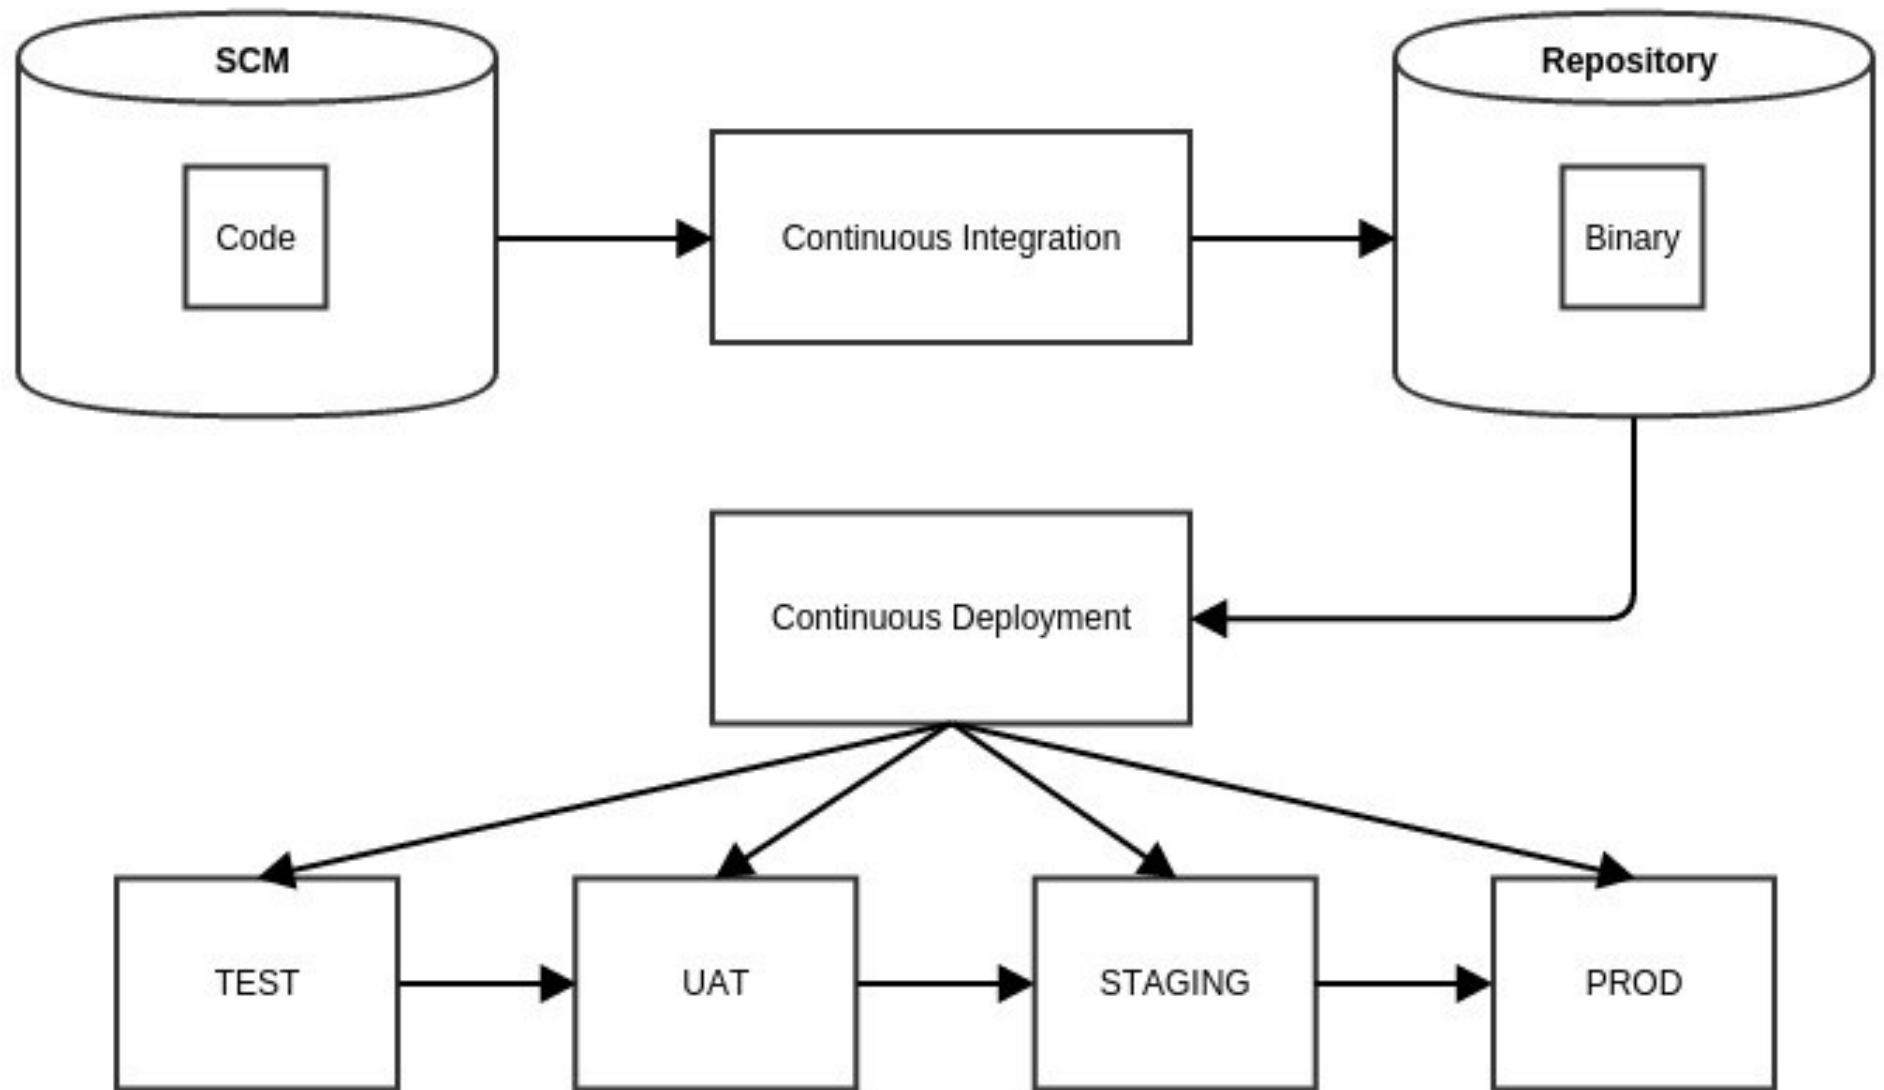 SCM
Code
Continuous Integration
Repository
Binary
Continuous Deployment
TEST
UAT
STAGING
PROD